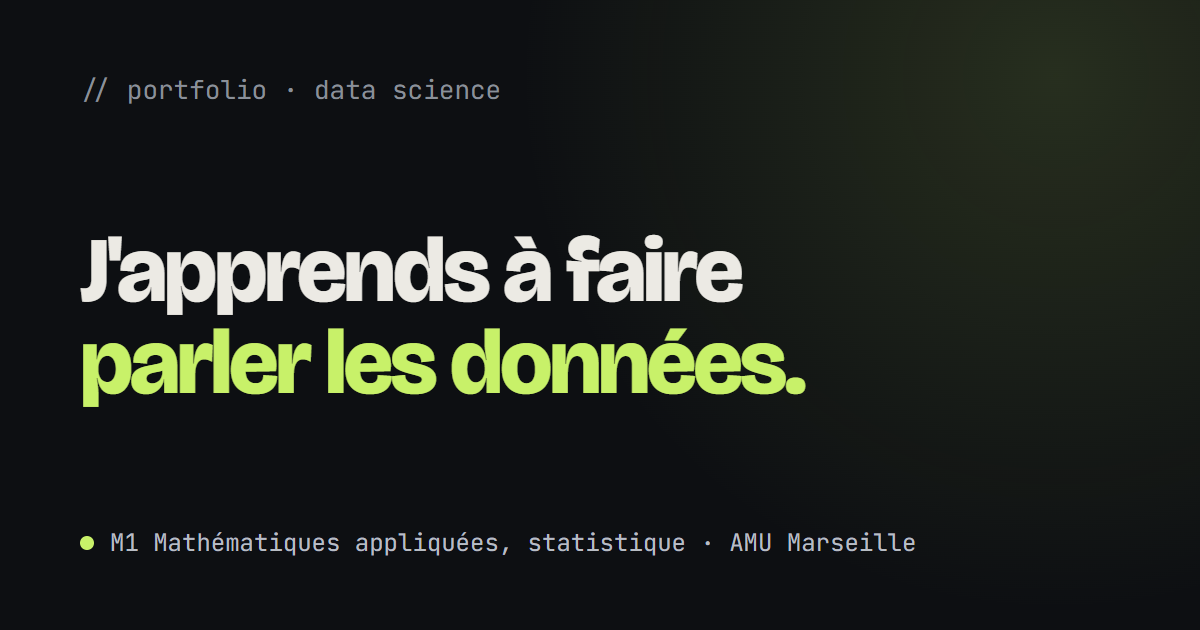 // portfolio · data science
J'apprends à faire
parler les données.
M1 Mathématiques appliquées, statistique · AMU Marseille